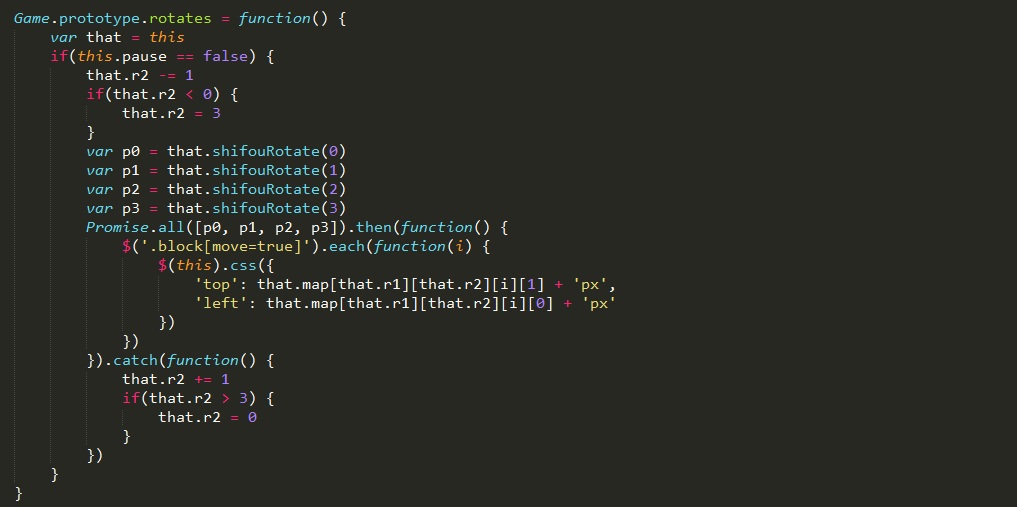 Game.prototype.rotates = function() {
    var that = this
    if(this.pause == false) {
        that.r2 -= 1
        if(that.r2 < 0) {
            that.r2 = 3
        }
        var p0 = that.shifouRotate(0)
        var p1 = that.shifouRotate(1)
        var p2 = that.shifouRotate(2)
        var p3 = that.shifouRotate(3)
        Promise.all([p0, p1, p2, p3]).then(function() {
            $('.block[move=true]').each(function(i) {
                $(this).css({
                    'top': that.map[that.r1][that.r2][i][1] + 'px',
                    'left': that.map[that.r1][that.r2][i][0] + 'px'
                })
            })
        }).catch(function() {
            that.r2 += 1
            if(that.r2 > 3) {
                that.r2 = 0
            }
        })
    }
}